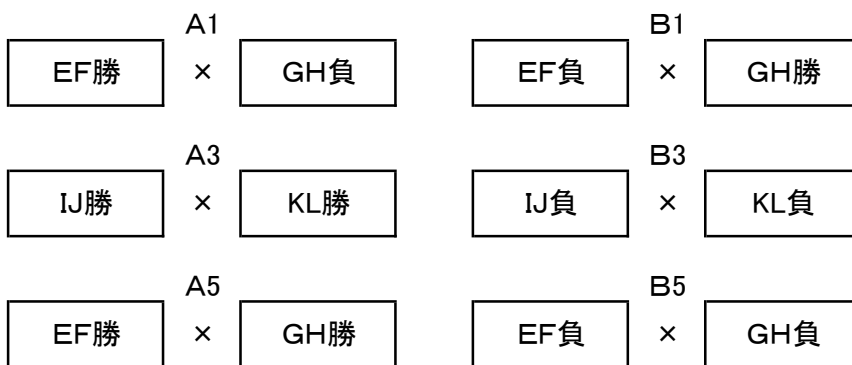 A1 B1
EF勝 × GH負 EF負 × GH勝
A3 B3
IJ勝 × KL勝 IJ負 × KL負
A5 B5
EF勝 × GH勝 EF負 × GH負